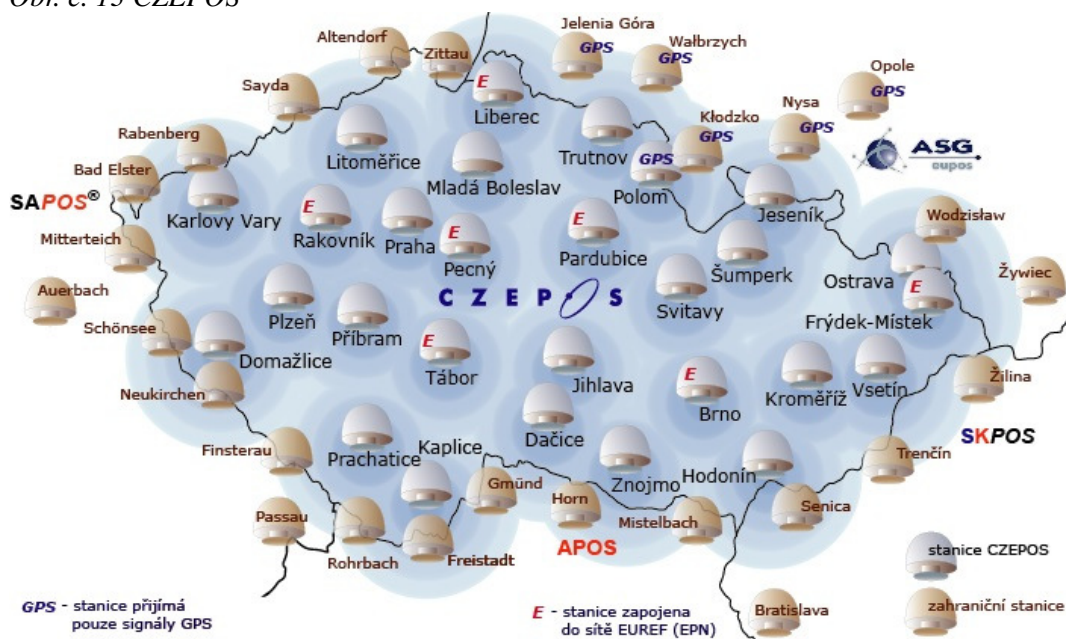 Obr. č. 15 CZEPOS
Jelenia Góra
Altendorf
Zittau
GPS
Wałbrzych
GPS
Opole
GPS
Sayda
E
Liberec
Kłodzko
GPS
Nysa
GPS
Rabenberg
Litoměřice
Trutnov
GPS
ASG
eupos
Bad Elster
Mladá Boleslav
Polom
SAPOS®
Karlovy Vary
E
Rakovník
Praha
E
Pecný
E
Pardubice
Jeseník
Wodzisław
Mitterteich
Šumperk
Ostrava
Żywiec
Auerbach
CZEPOS
E
Schönsee
Plzeň
Příbram
Svitavy
Frýdek-Místek
Domažlice
E
Tábor
Jihlava
E
Brno
Kroměříž
Vsetín
Žilina
Neukirchen
Dačice
SKPOS
Finsterau
Prachatice
Kaplice
Gmünd
Znojmo
Hodonín
Trenčín
Passau
Horn
Mistelbach
Senica
Rohrbach
Freistadt
APOS
stanice CZEPOS
GPS - stanice přijímá
pouze signály GPS
E - stanice zapojena
do sítě EUREF (EPN)
Bratislava
zahraniční stanice